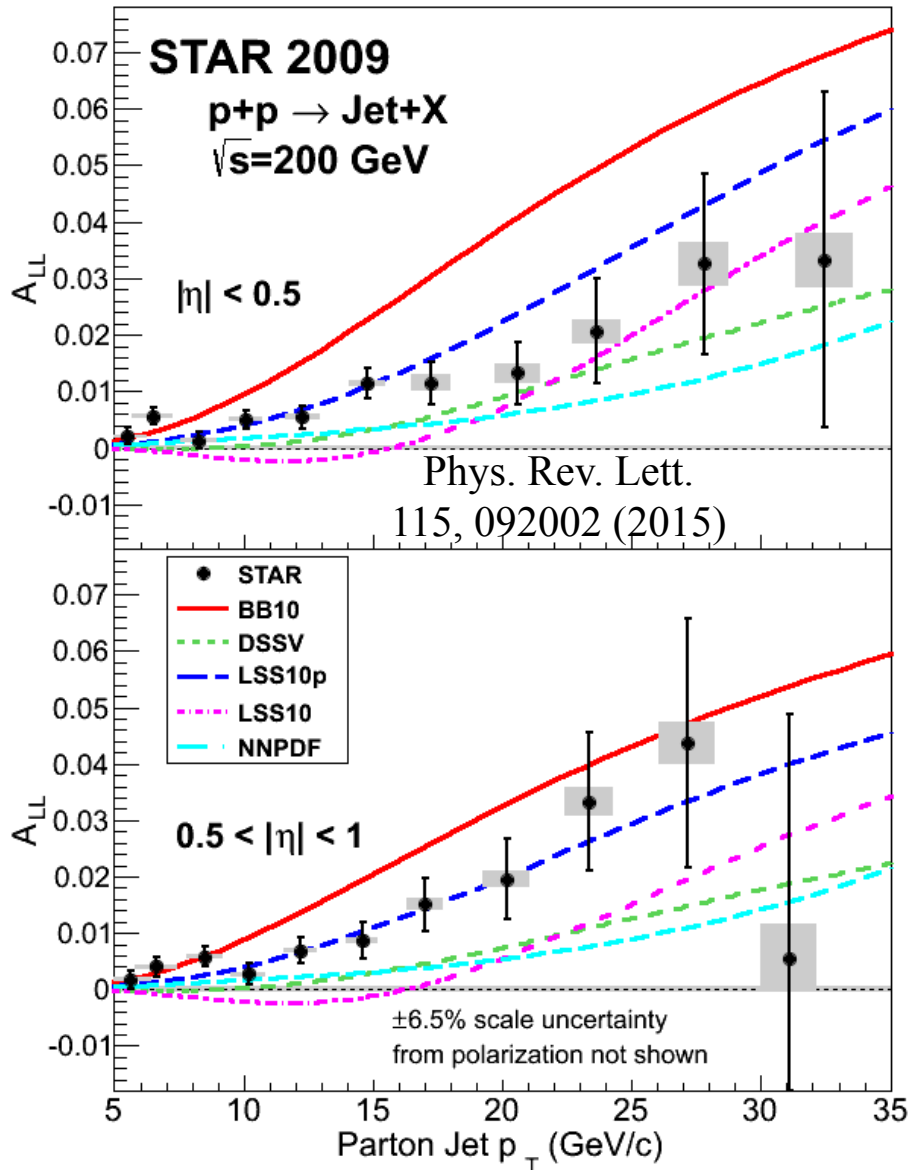 STAR 2009
p+p → Jet+X
√s=200 GeV
0.07
0.06
0.05
0.04
0.03
0.02
0.01
0
-0.01
A_LL
|η| < 0.5
Phys. Rev. Lett.
115, 092002 (2015)
STAR
BB10
DSSV
LSS10p
LSS10
NNPDF
0.07
0.06
0.05
0.04
0.03
0.02
0.01
0
-0.01
A_LL
0.5 < |η| < 1
±6.5% scale uncertainty
from polarization not shown
5 10 15 20 25 30 35
Parton Jet p_T (GeV/c)